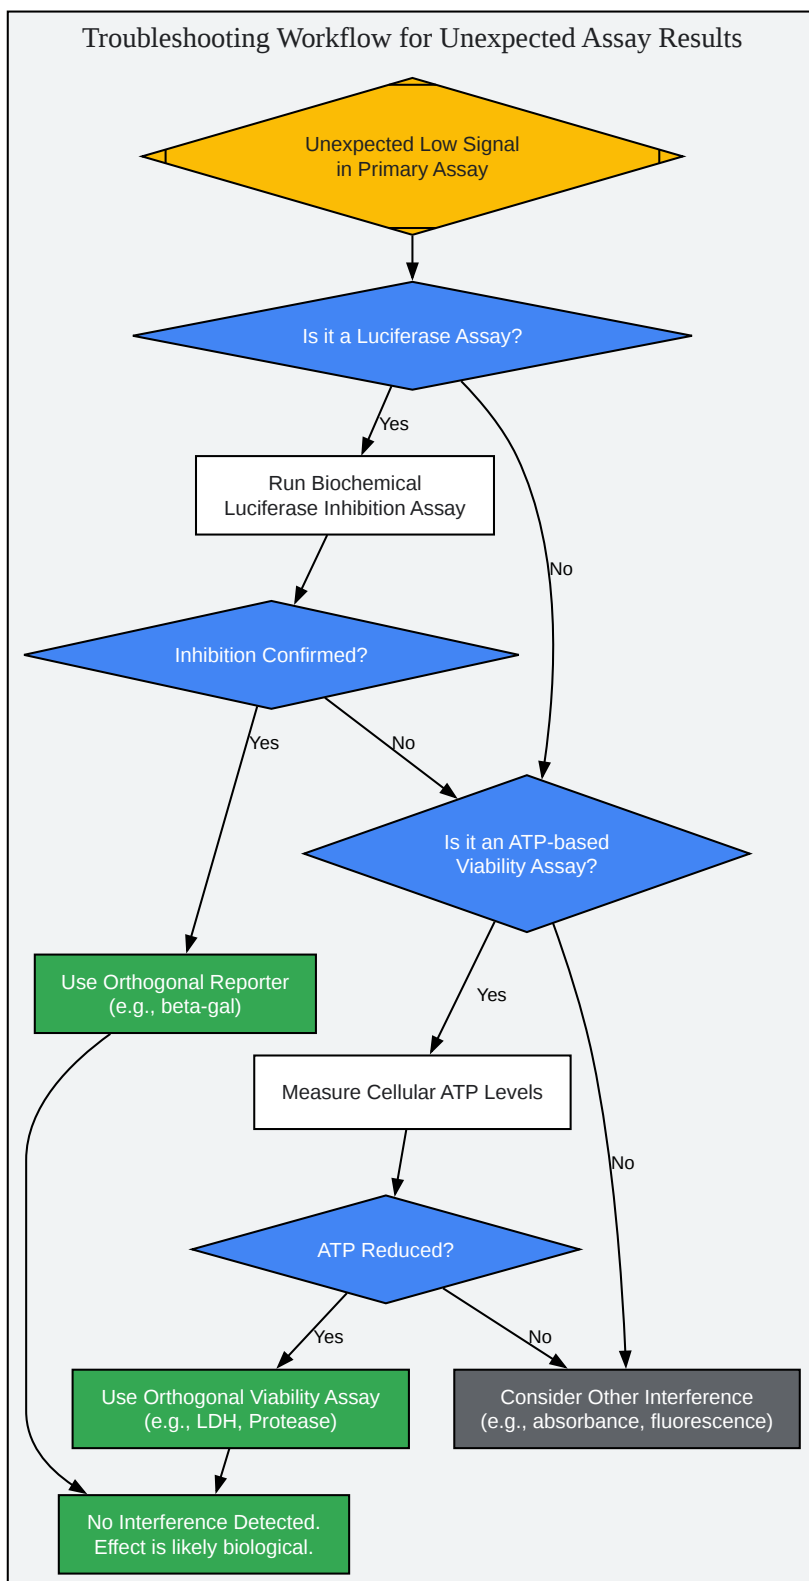 Troubleshooting Workflow for Unexpected Assay Results
Unexpected Low Signal
in Primary Assay
Is it a Luciferase Assay?
Yes
Run Biochemical
Luciferase Inhibition Assay
No
Inhibition Confirmed?
Yes
No
Is it an ATP-based
Viability Assay?
Use Orthogonal Reporter
(e.g., beta-gal)
Yes
Measure Cellular ATP Levels
No
ATP Reduced?
Yes
No
Use Orthogonal Viability Assay
(e.g., LDH, Protease)
Consider Other Interference
(e.g., absorbance, fluorescence)
No Interference Detected.
Effect is likely biological.